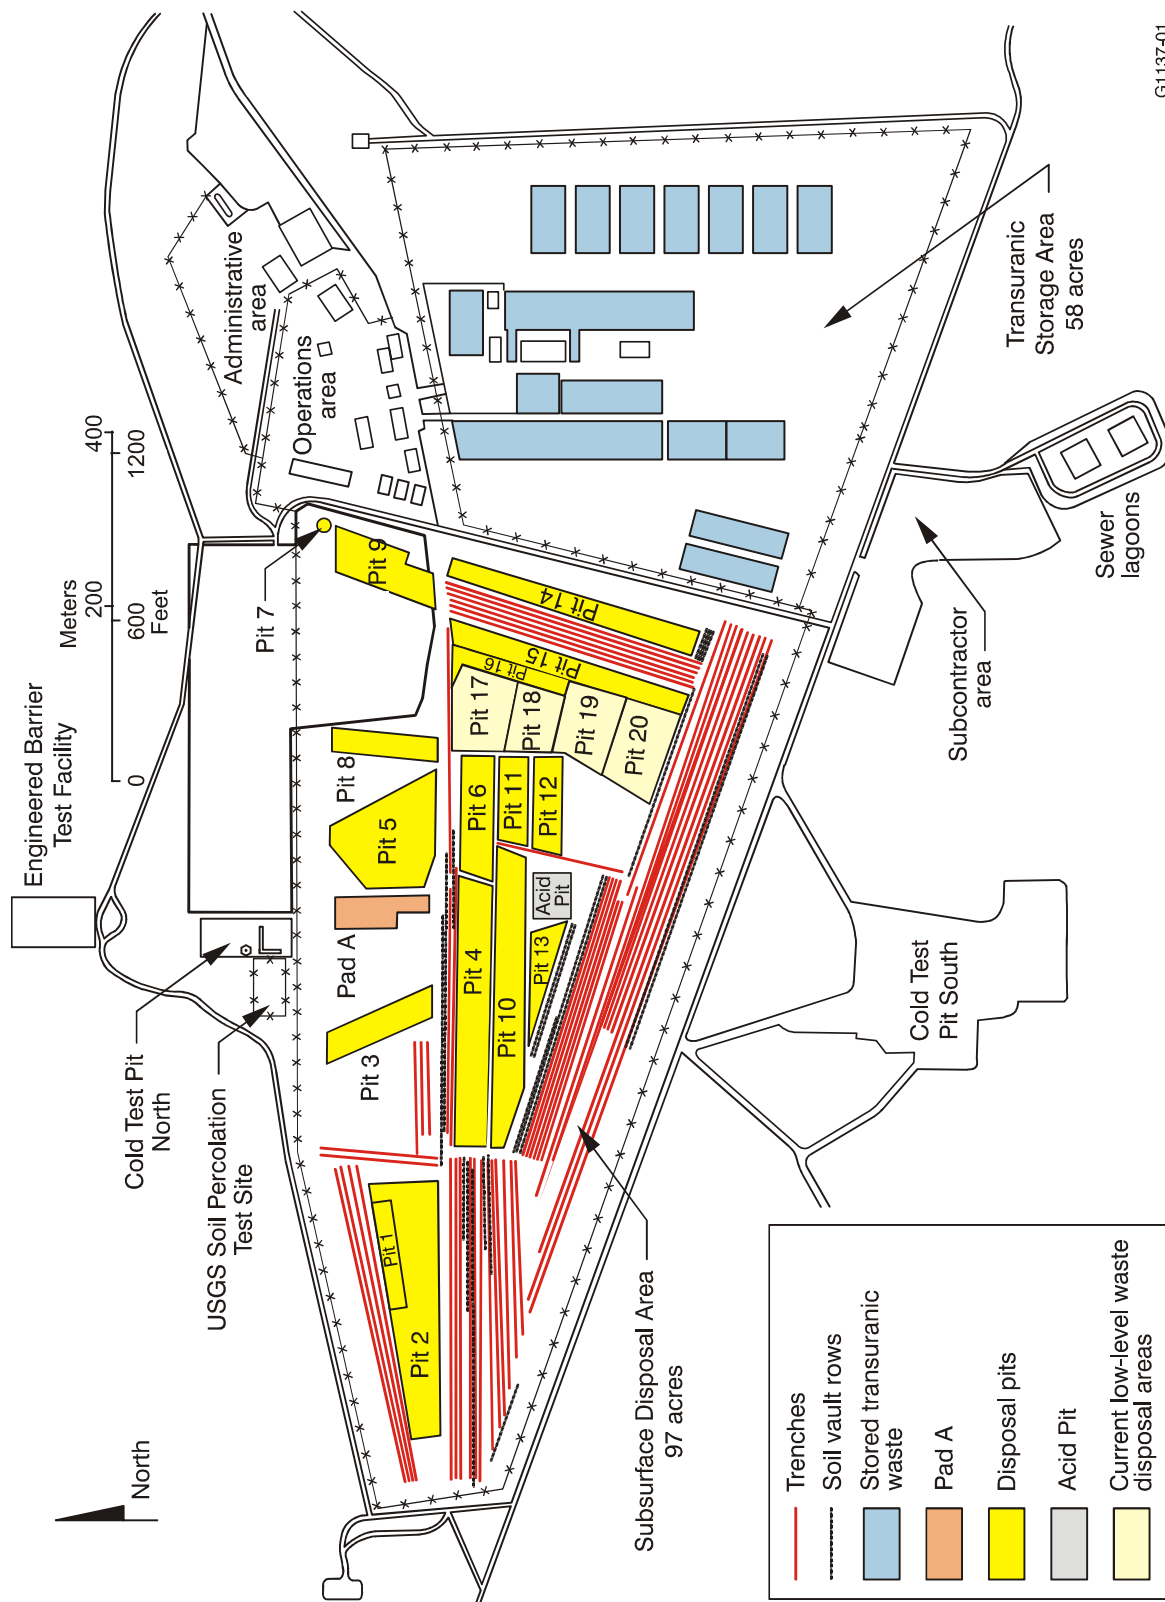 Engineered Barrier
Test Facility
Meters
0
200
400
600
1200
Feet
Cold Test Pit
North
USGS Soil Percolation
Test Site
North
Administrative
area
Operations
area
Pit 7
Pit 9
Pit 8
Pit 5
Pad A
Pit 3
Pit 1
Pit 2
Pit 14
Pit 15
Pit 16
Pit 17
Pit 18
Pit 19
Pit 20
Pit 6
Pit 11
Pit 12
Pit 4
Pit 10
Acid
Pit
Pit 13
Transuranic
Storage Area
58 acres
Sewer
lagoons
Subcontractor
area
Cold Test
Pit South
Subsurface Disposal Area
97 acres
Trenches
Soil vault rows
Stored transuranic
waste
Pad A
Disposal pits
Acid Pit
Current low-level waste
disposal areas
G1137-01